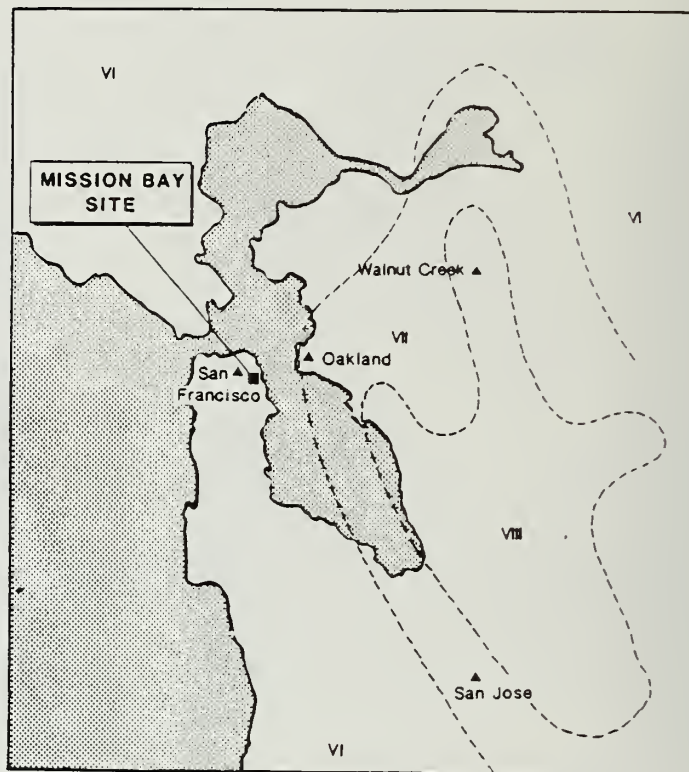 VI
MISSION BAY
SITE
VI
Walnut Creek
VII
Oakland
San
Francisco
VIII
San Jose
VI